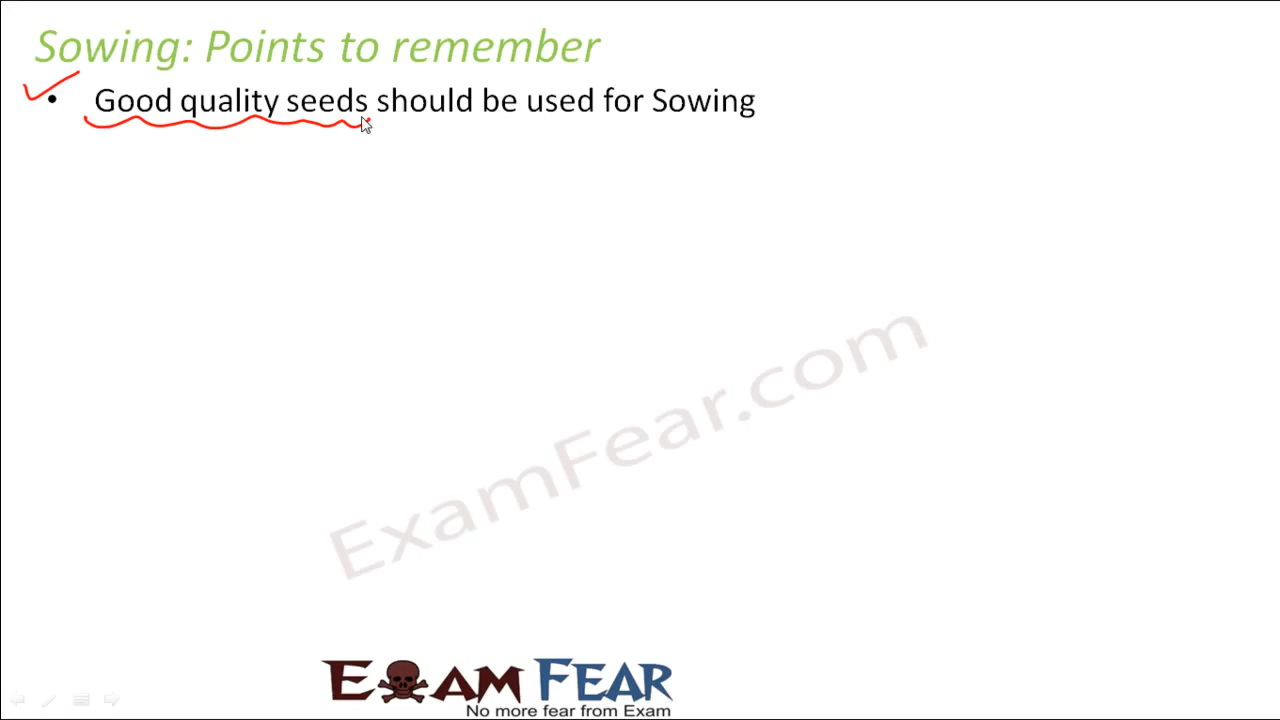 Sowing: Points to remember
• Good quality seeds should be used for Sowing
ExamFear.com
EXAM FEAR
No more fear from Exam